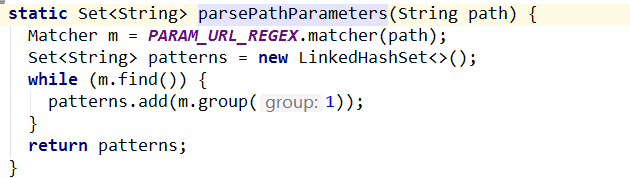 static Set<String> parsePathParameters(String path) {
  Matcher m = PARAM_URL_REGEX.matcher(path);
  Set<String> patterns = new LinkedHashSet<>();
  while (m.find()) {
    patterns.add(m.group( group: 1));
  }
  return patterns;
}